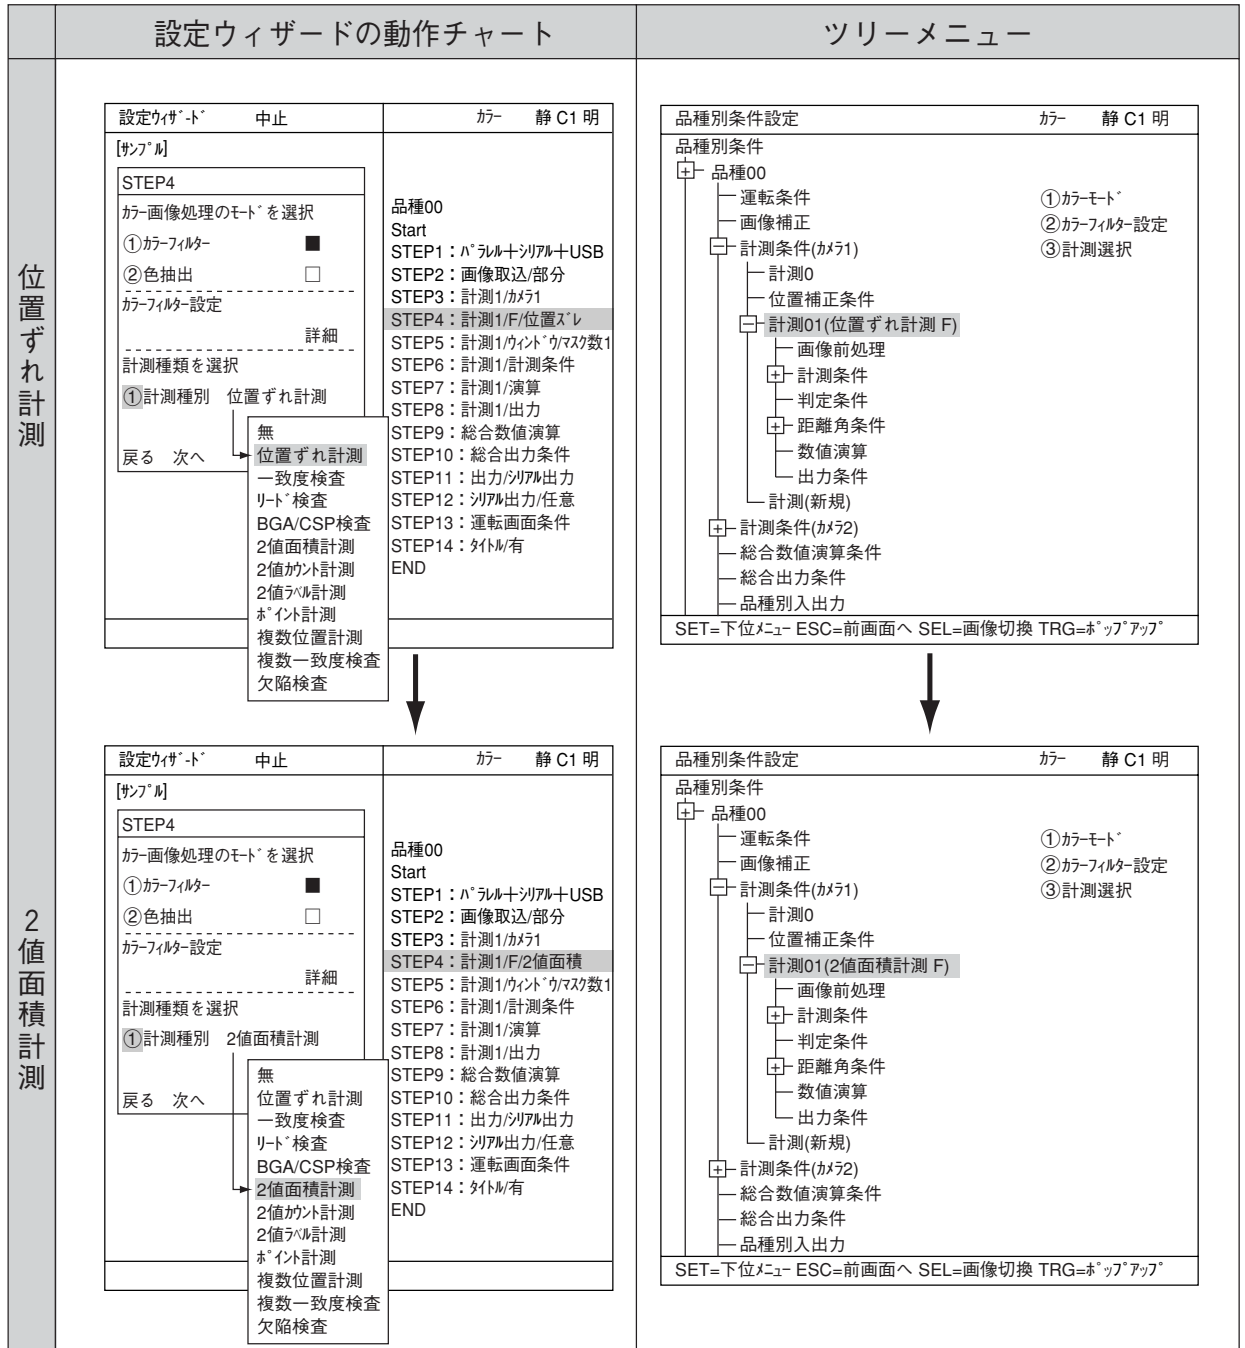 設定ウィザードの動作チャート
ツリーメニュー
位置ずれ計測
設定ｳｨｻﾞｰﾄﾞ 中止 ｶﾗｰ 静 C1 明
[ｻﾝﾌﾟﾙ]
STEP4
ｶﾗｰ画像処理のﾓｰﾄﾞを選択
①ｶﾗｰﾌｨﾙﾀｰ ■
②色抽出 □
ｶﾗｰﾌｨﾙﾀｰ設定
詳細
計測種類を選択
①計測種別 位置ずれ計測
戻る 次へ
無
位置ずれ計測
一致度検査
ﾘｰﾄﾞ検査
BGA/CSP検査
2値面積計測
2値ｶｳﾝﾄ計測
2値ﾗﾍﾞﾙ計測
ﾎﾟｲﾝﾄ計測
複数位置計測
複数一致度検査
欠陥検査
品種00
Start
STEP1：ﾊﾟﾗﾚﾙ＋ｼﾘｱﾙ＋USB
STEP2：画像取込/部分
STEP3：計測1/ｶﾒﾗ1
STEP4：計測1/F/位置ｽﾞﾚ
STEP5：計測1/ｳｨﾝﾄﾞｳ/ﾏｽｸ数1
STEP6：計測1/計測条件
STEP7：計測1/演算
STEP8：計測1/出力
STEP9：総合数値演算
STEP10：総合出力条件
STEP11：出力/ｼﾘｱﾙ出力
STEP12：ｼﾘｱﾙ出力/任意
STEP13：運転画面条件
STEP14：ﾀｲﾄﾙ/有
END
品種別条件設定 ｶﾗｰ 静 C1 明
品種別条件
品種00
運転条件
画像補正
計測条件(ｶﾒﾗ1)
計測0
位置補正条件
計測01(位置ずれ計測 F)
画像前処理
計測条件
判定条件
距離角条件
数値演算
出力条件
計測(新規)
計測条件(ｶﾒﾗ2)
総合数値演算条件
総合出力条件
品種別入出力
①ｶﾗｰﾓｰﾄﾞ
②ｶﾗｰﾌｨﾙﾀｰ設定
③計測選択
SET=下位ﾒﾆｭｰ ESC=前画面へ SEL=画像切換 TRG=ﾎﾟｯﾌﾟｱｯﾌﾟ
2値面積計測
設定ｳｨｻﾞｰﾄﾞ 中止 ｶﾗｰ 静 C1 明
[ｻﾝﾌﾟﾙ]
STEP4
ｶﾗｰ画像処理のﾓｰﾄﾞを選択
①ｶﾗｰﾌｨﾙﾀｰ ■
②色抽出 □
ｶﾗｰﾌｨﾙﾀｰ設定
詳細
計測種類を選択
①計測種別 2値面積計測
戻る 次へ
無
位置ずれ計測
一致度検査
ﾘｰﾄﾞ検査
BGA/CSP検査
2値面積計測
2値ｶｳﾝﾄ計測
2値ﾗﾍﾞﾙ計測
ﾎﾟｲﾝﾄ計測
複数位置計測
複数一致度検査
欠陥検査
品種00
Start
STEP1：ﾊﾟﾗﾚﾙ＋ｼﾘｱﾙ＋USB
STEP2：画像取込/部分
STEP3：計測1/ｶﾒﾗ1
STEP4：計測1/F/2値面積
STEP5：計測1/ｳｨﾝﾄﾞｳ/ﾏｽｸ数1
STEP6：計測1/計測条件
STEP7：計測1/演算
STEP8：計測1/出力
STEP9：総合数値演算
STEP10：総合出力条件
STEP11：出力/ｼﾘｱﾙ出力
STEP12：ｼﾘｱﾙ出力/任意
STEP13：運転画面条件
STEP14：ﾀｲﾄﾙ/有
END
品種別条件設定 ｶﾗｰ 静 C1 明
品種別条件
品種00
運転条件
画像補正
計測条件(ｶﾒﾗ1)
計測0
位置補正条件
計測01(2値面積計測 F)
画像前処理
計測条件
判定条件
距離角条件
数値演算
出力条件
計測(新規)
計測条件(ｶﾒﾗ2)
総合数値演算条件
総合出力条件
品種別入出力
①ｶﾗｰﾓｰﾄﾞ
②ｶﾗｰﾌｨﾙﾀｰ設定
③計測選択
SET=下位ﾒﾆｭｰ ESC=前画面へ SEL=画像切換 TRG=ﾎﾟｯﾌﾟｱｯﾌﾟ